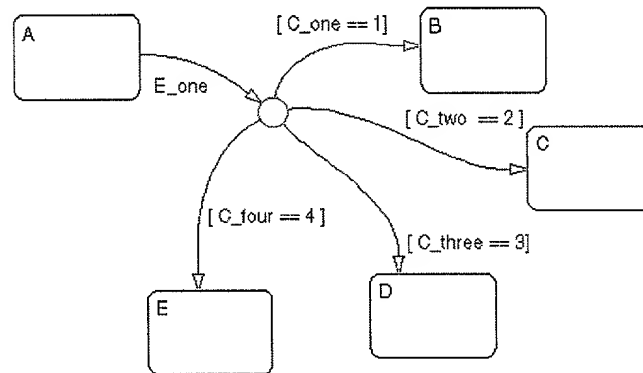 A
[ C_one == 1]
B
E_one
[ C_two == 2 ]
C
[ C_four == 4 ]
[ C_three == 3]
E
D